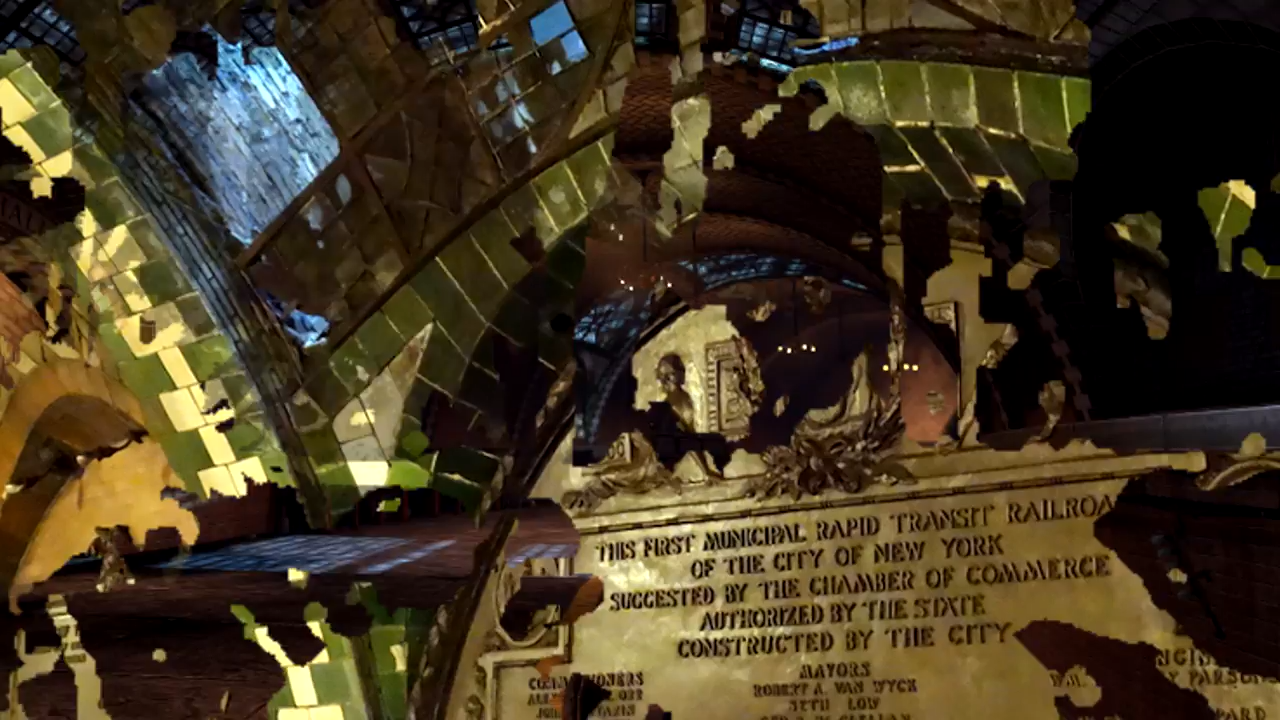 THIS FIRST MUNICIPAL RAPID TRANSIT RAILROA
OF THE CITY OF NEW YORK
SUGGESTED BY THE CHAMBER OF COMMERCE
AUTHORIZED BY THE STATE
CONSTRUCTED BY THE CITY
MAYORS
ROBERT A. VAN WYCK
SETH LOW